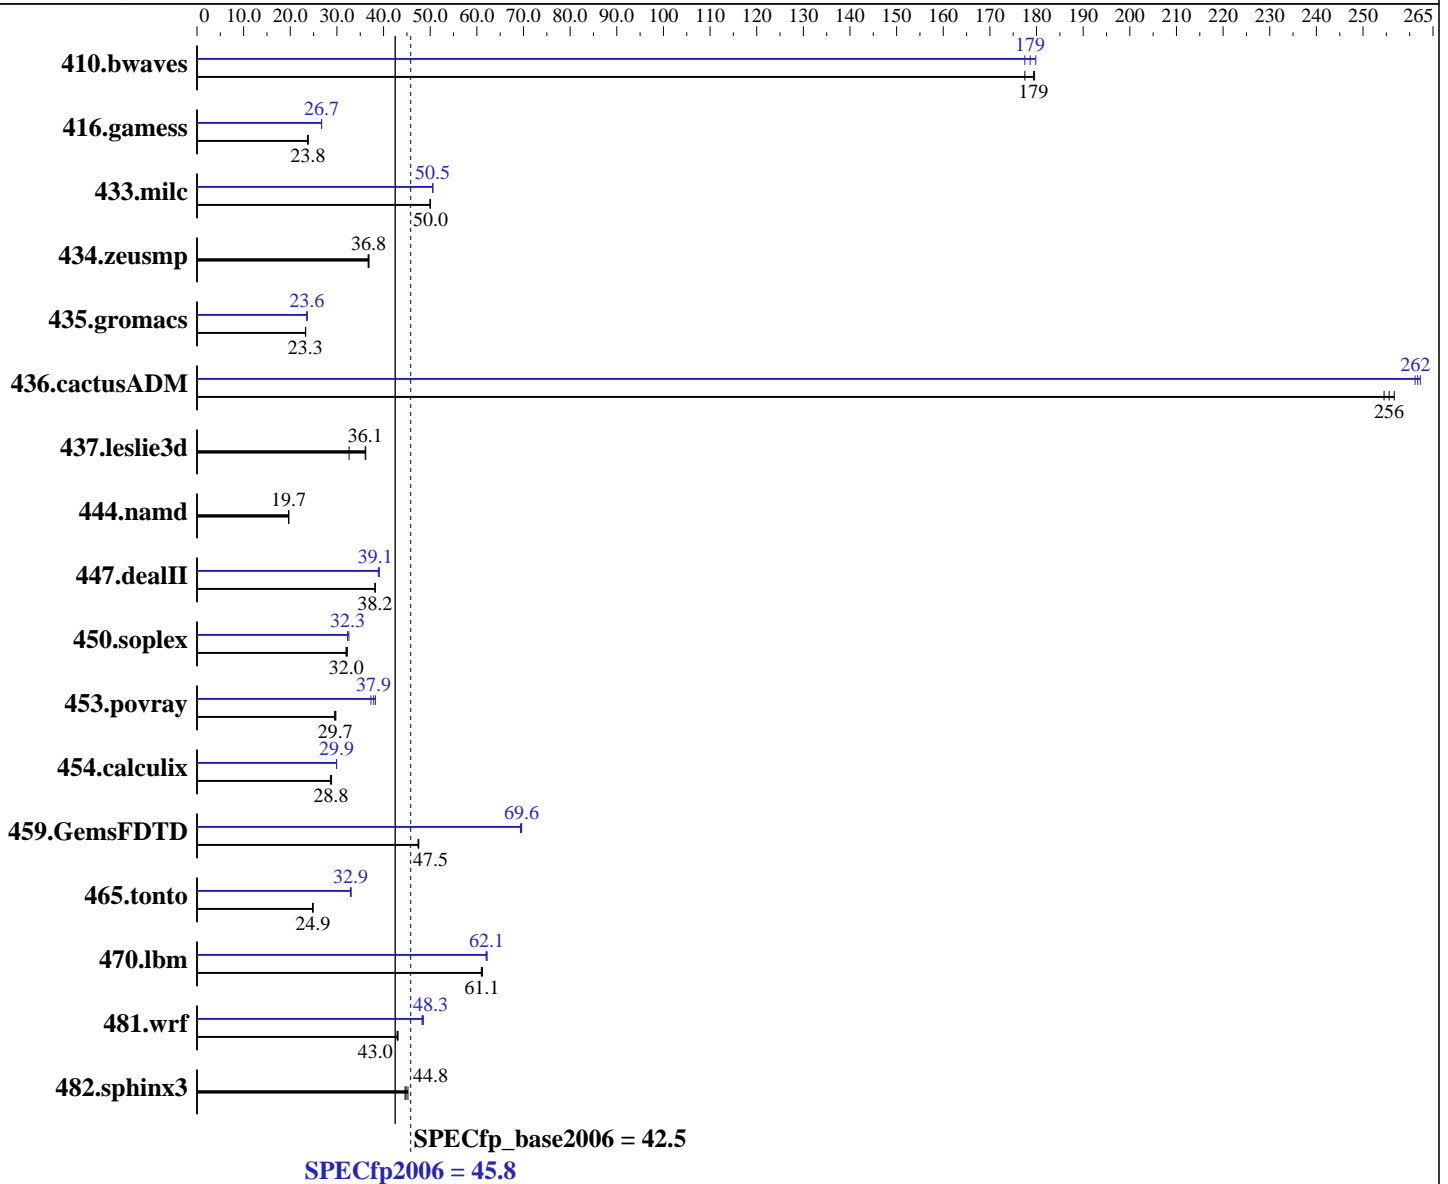 0 10.0 20.0 30.0 40.0 50.0 60.0 70.0 80.0 90.0 100 110 120 130 140 150 160 170 180 190 200 210 220 230 240 250 265
179
410.bwaves
179
26.7
416.gamess
23.8
50.5
433.milc
50.0
36.8
434.zeusmp
23.6
435.gromacs
23.3
262
436.cactusADM
256
36.1
437.leslie3d
19.7
444.namd
39.1
447.dealII
38.2
32.3
450.soplex
32.0
37.9
453.povray
29.7
29.9
454.calculix
28.8
69.6
459.GemsFDTD
47.5
32.9
465.tonto
24.9
62.1
470.lbm
61.1
48.3
481.wrf
43.0
44.8
482.sphinx3
SPECfp_base2006 = 42.5
SPECfp2006 = 45.8